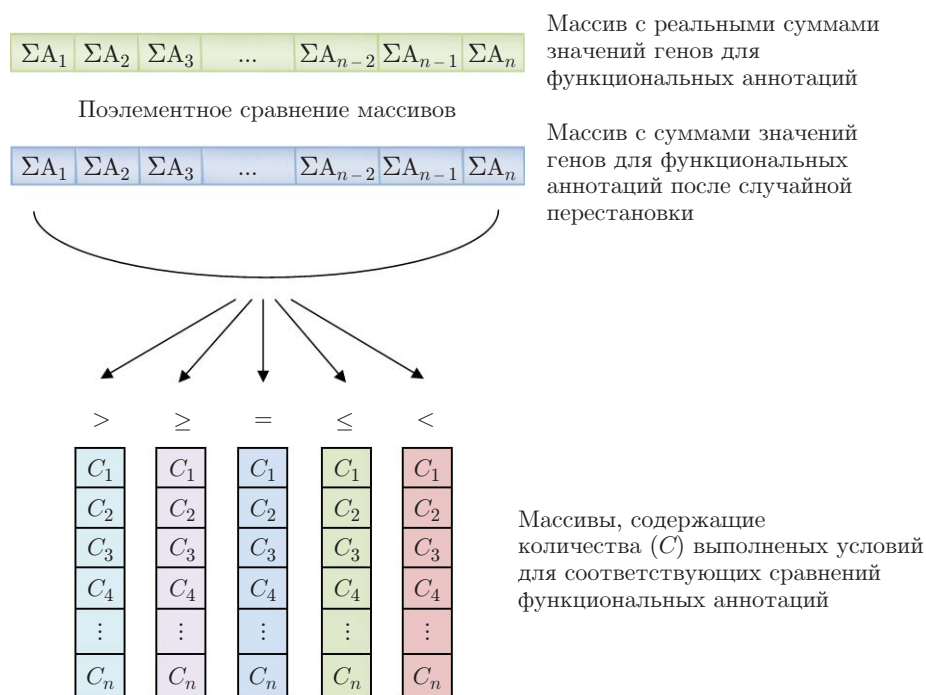 ΣA₁ ΣA₂ ΣA₃ ... ΣAₙ₋₂ ΣAₙ₋₁ ΣAₙ
Массив с реальными суммами
значений генов для
функциональных аннотаций
Поэлементное сравнение массивов
ΣA₁ ΣA₂ ΣA₃ ... ΣAₙ₋₂ ΣAₙ₋₁ ΣAₙ
Массив с суммами значений
генов для функциональных
аннотаций после случайной
перестановки
> ≥ = ≤ <
C₁ C₁ C₁ C₁ C₁
C₂ C₂ C₂ C₂ C₂
C₃ C₃ C₃ C₃ C₃
C₄ C₄ C₄ C₄ C₄
⋮ ⋮ ⋮ ⋮ ⋮
Cₙ Cₙ Cₙ Cₙ Cₙ
Массивы, содержащие
количества (C) выполненых условий
для соответствующих сравнений
функциональных аннотаций